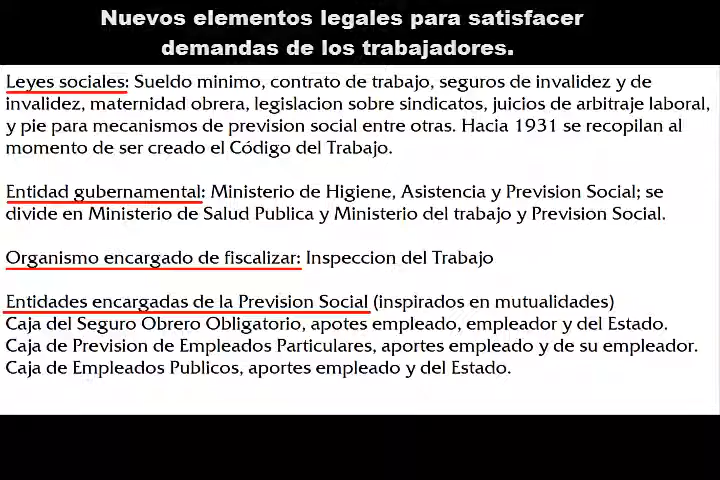 Nuevos elementos legales para satisfacer
demandas de los trabajadores.
Leyes sociales: Sueldo minimo, contrato de trabajo, seguros de invalidez y de
invalidez, maternidad obrera, legislacion sobre sindicatos, juicios de arbitraje laboral,
y pie para mecanismos de prevision social entre otras. Hacia 1931 se recopilan al
momento de ser creado el Código del Trabajo.
Entidad gubernamental: Ministerio de Higiene, Asistencia y Prevision Social; se
divide en Ministerio de Salud Publica y Ministerio del trabajo y Prevision Social.
Organismo encargado de fiscalizar: Inspeccion del Trabajo
Entidades encargadas de la Prevision Social (inspirados en mutualidades)
Caja del Seguro Obrero Obligatorio, apotes empleado, empleador y del Estado.
Caja de Prevision de Empleados Particulares, aportes empleado y de su empleador.
Caja de Empleados Publicos, aportes empleado y del Estado.